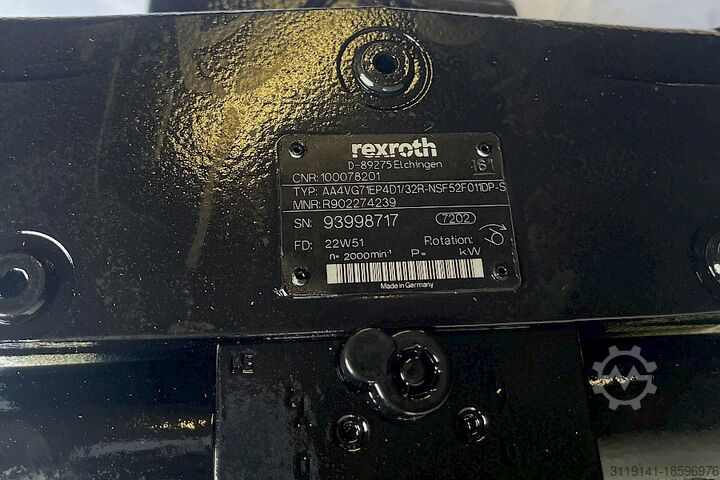 rexroth
D-89275 Elchingen
161
CNR: 100078201
TYP: AA4VG71EP4D1/32R-NSF52F011DP-S
MNR: R902274239
SN: 93998717 7202
FD: 22W51 Rotation:
n= 2000min-1 P= kW
Made in Germany
3119141-18596976